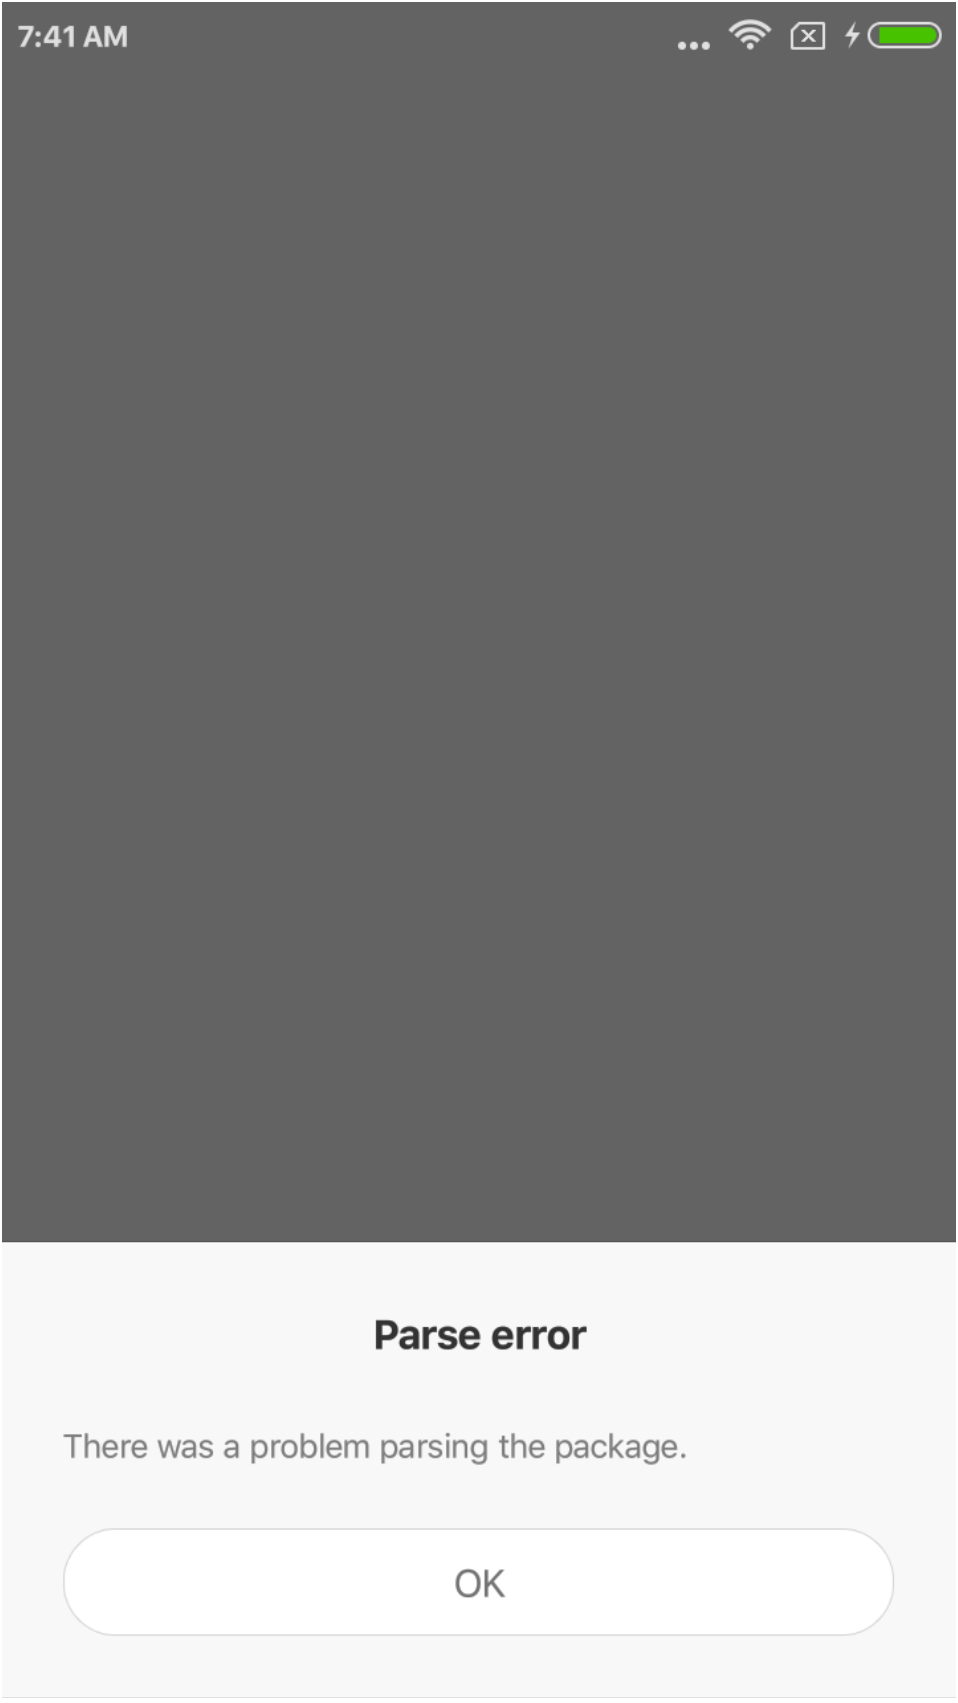 7:41 AM
Parse error
There was a problem parsing the package.
OK